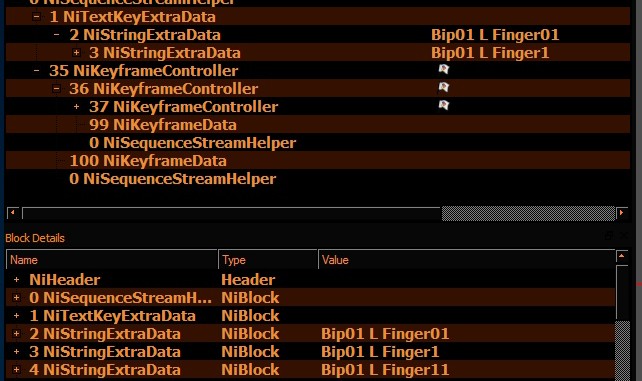 0 NiSequenceStreamHelper
1 NiTextKeyExtraData
2 NiStringExtraData Bip01 L Finger01
3 NiStringExtraData Bip01 L Finger1
35 NiKeyframeController
36 NiKeyframeController
37 NiKeyframeController
99 NiKeyframeData
0 NiSequenceStreamHelper
100 NiKeyframeData
0 NiSequenceStreamHelper
Block Details
Name Type Value
NiHeader Header
0 NiSequenceStreamH... NiBlock
1 NiTextKeyExtraData NiBlock
2 NiStringExtraData NiBlock Bip01 L Finger01
3 NiStringExtraData NiBlock Bip01 L Finger1
4 NiStringExtraData NiBlock Bip01 L Finger11